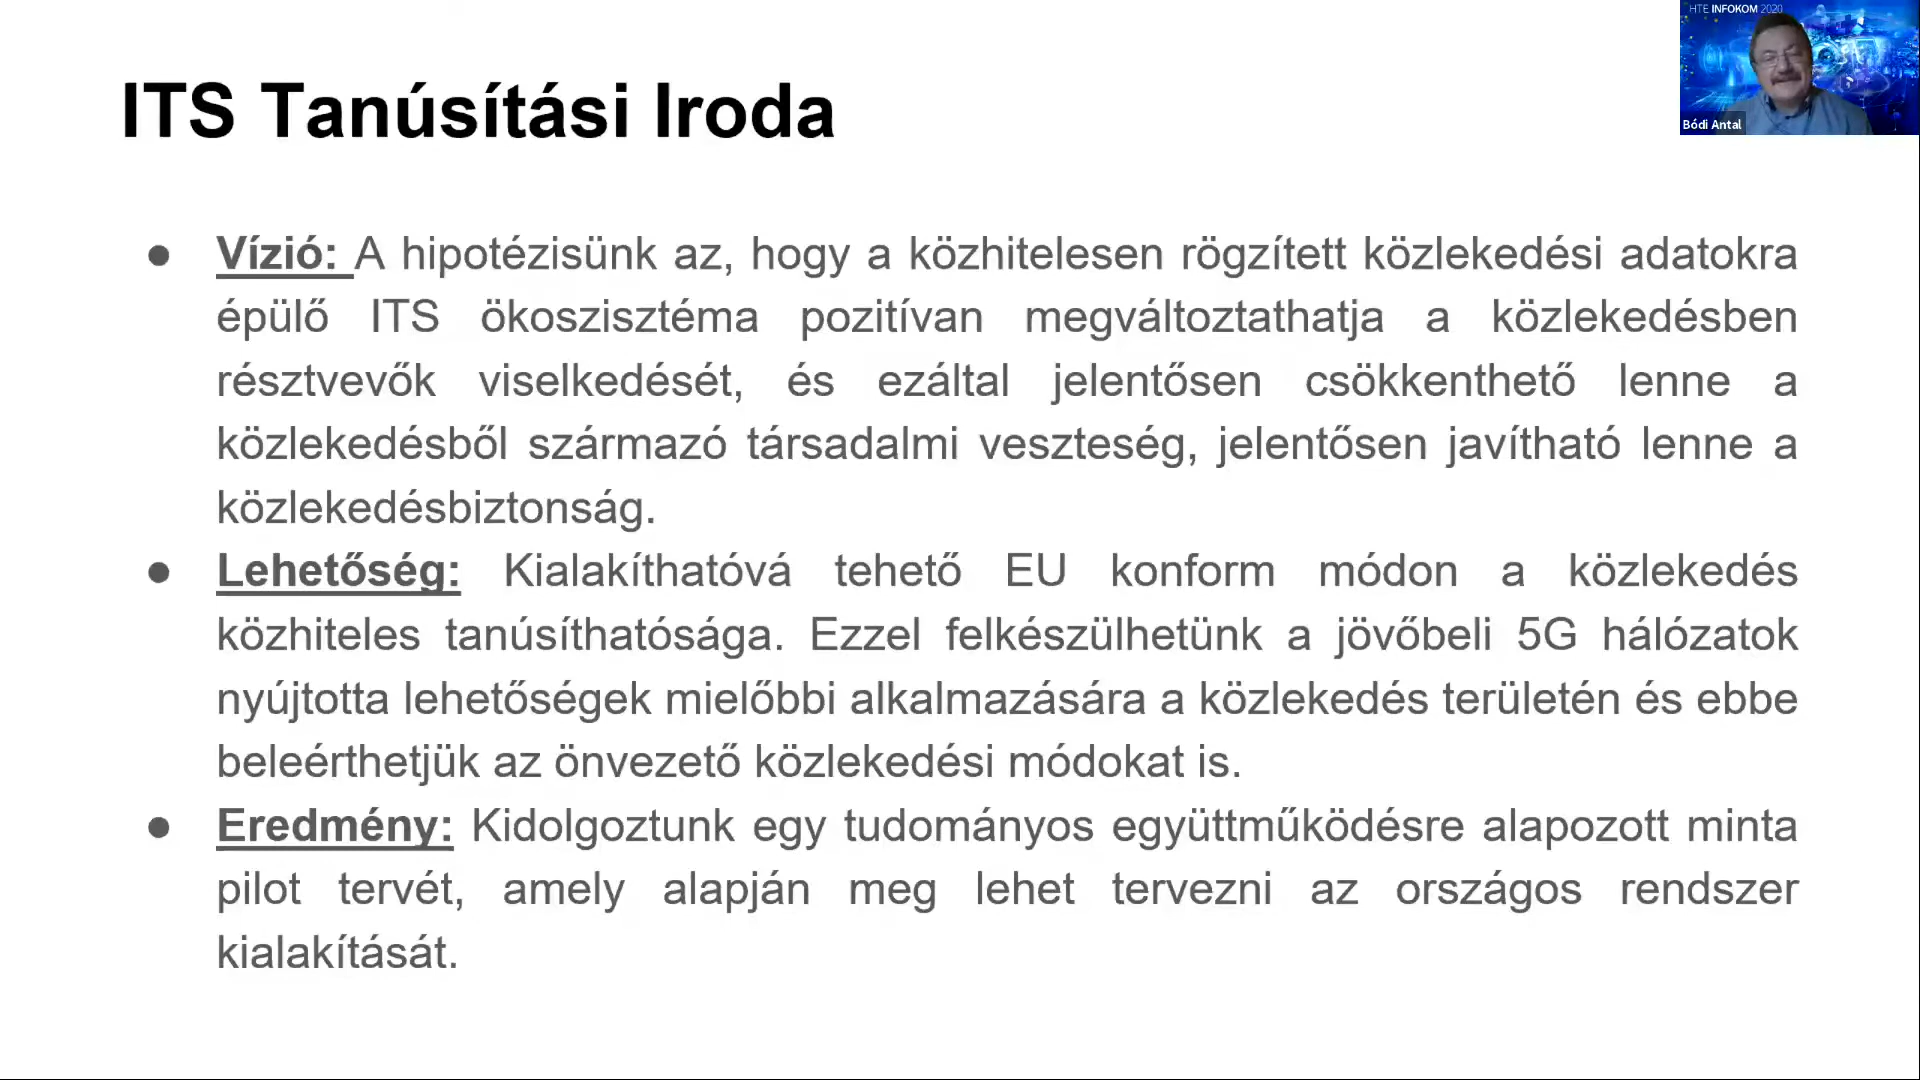 HTE INFOKOM 2020
Bódi Antal
ITS Tanúsítási Iroda
● Vízió: A hipotézisünk az, hogy a közhitelesen rögzített közlekedési adatokra
épülő ITS ökoszisztéma pozitívan megváltoztathatja a közlekedésben
résztvevők viselkedését, és ezáltal jelentősen csökkenthető lenne a
közlekedésből származó társadalmi veszteség, jelentősen javítható lenne a
közlekedésbiztonság.
● Lehetőség: Kialakíthatóvá tehető EU konform módon a közlekedés
közhiteles tanúsíthatósága. Ezzel felkészülhetünk a jövőbeli 5G hálózatok
nyújtotta lehetőségek mielőbbi alkalmazására a közlekedés területén és ebbe
beleérthetjük az önvezető közlekedési módokat is.
● Eredmény: Kidolgoztunk egy tudományos együttműködésre alapozott minta
pilot tervét, amely alapján meg lehet tervezni az országos rendszer
kialakítását.